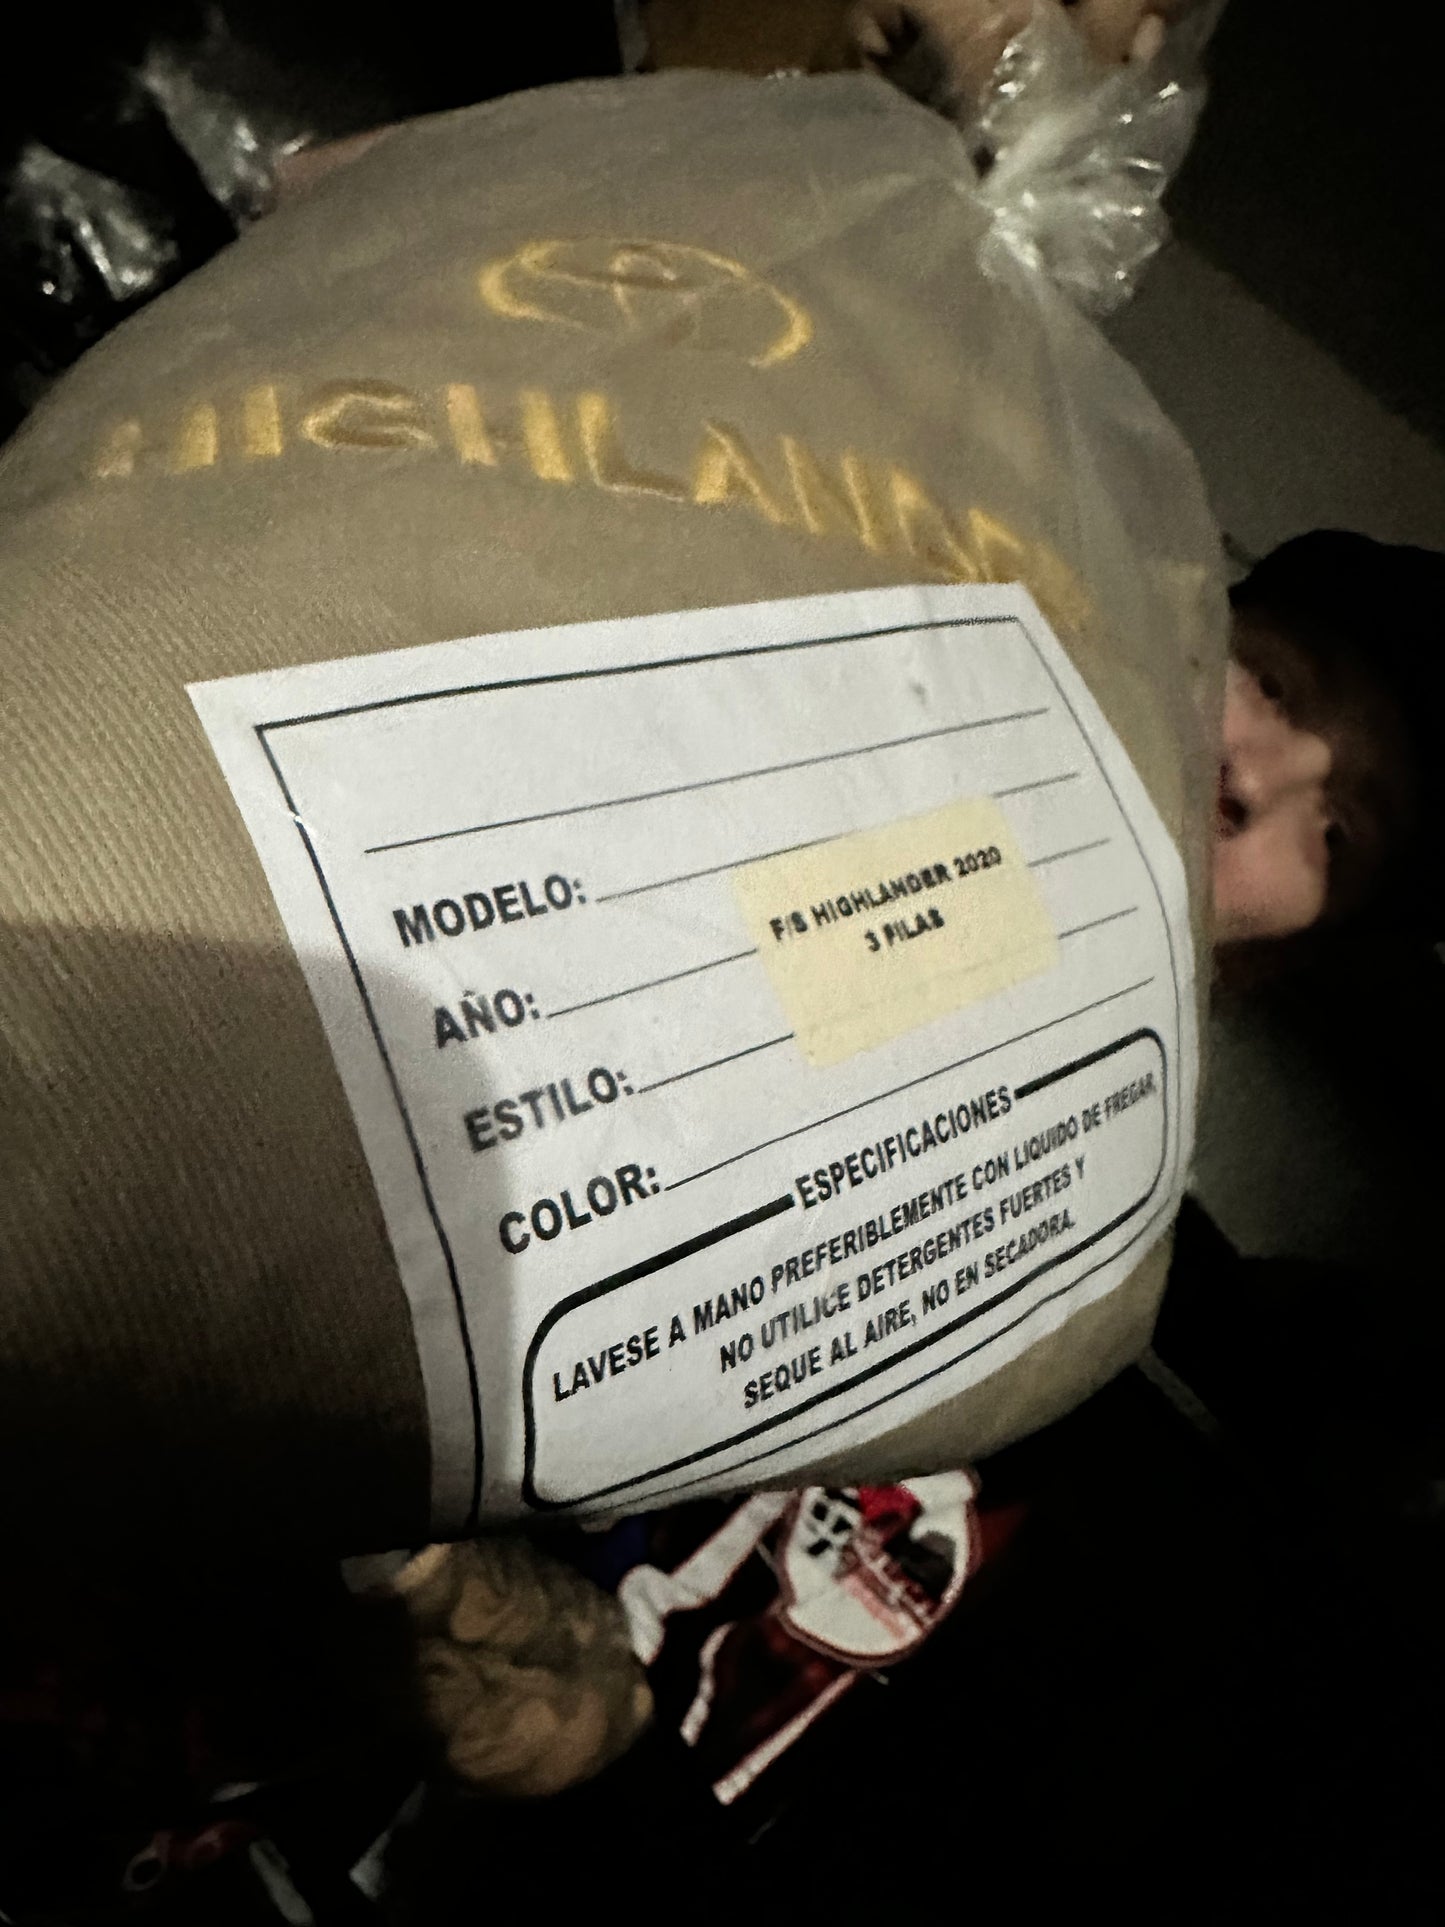 HIGHLANDER
MODELO:
F/S HIGHLANDER 2020
3 FILAS
AÑO:
ESTILO:
COLOR:
ESPECIFICACIONES
LAVESE A MANO PREFERIBLEMENTE CON LIQUIDO DE FREGAR,
NO UTILICE DETERGENTES FUERTES Y
SEQUE AL AIRE, NO EN SECADORA.